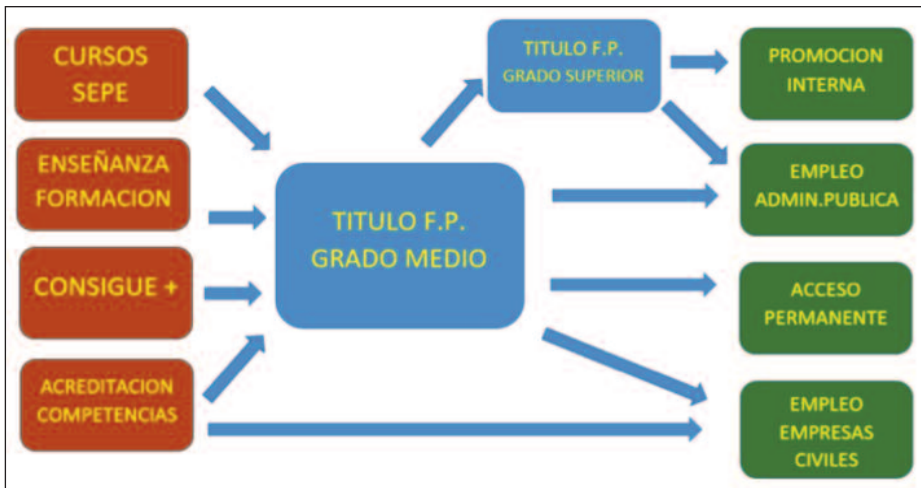 CURSOS
SEPE
ENSEÑANZA
FORMACION
CONSIGUE +
ACREDITACION
COMPETENCIAS
TITULO F.P.
GRADO MEDIO
TITULO F.P.
GRADO SUPERIOR
PROMOCION
INTERNA
EMPLEO
ADMIN.PUBLICA
ACCESO
PERMANENTE
EMPLEO
EMPRESAS
CIVILES